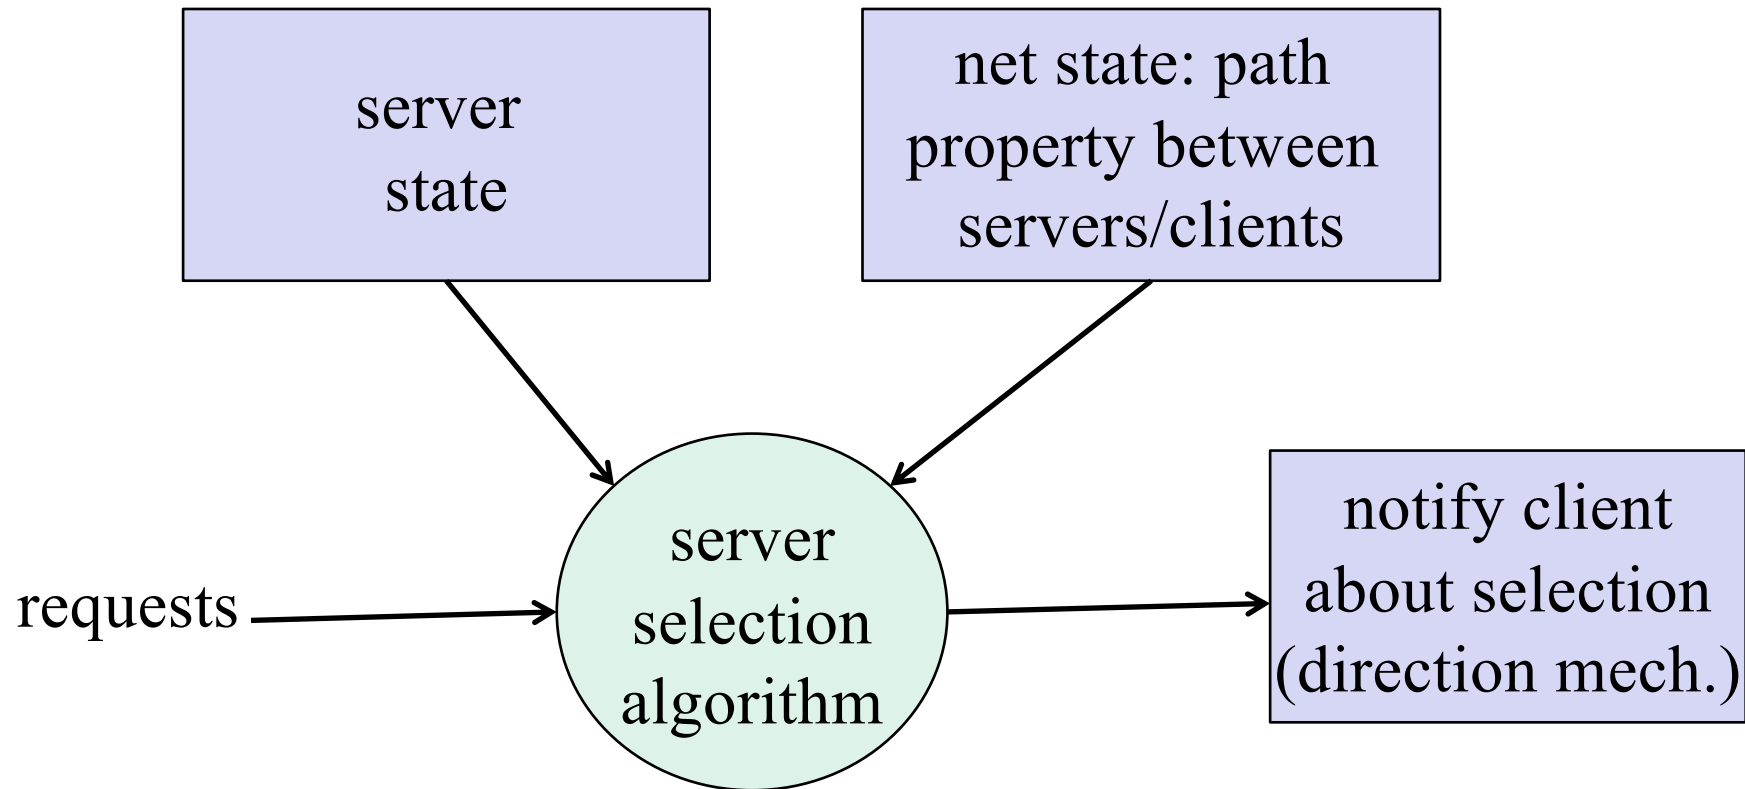 server
state
net state: path
property between
servers/clients
requests
server
selection
algorithm
notify client
about selection
(direction mech.)